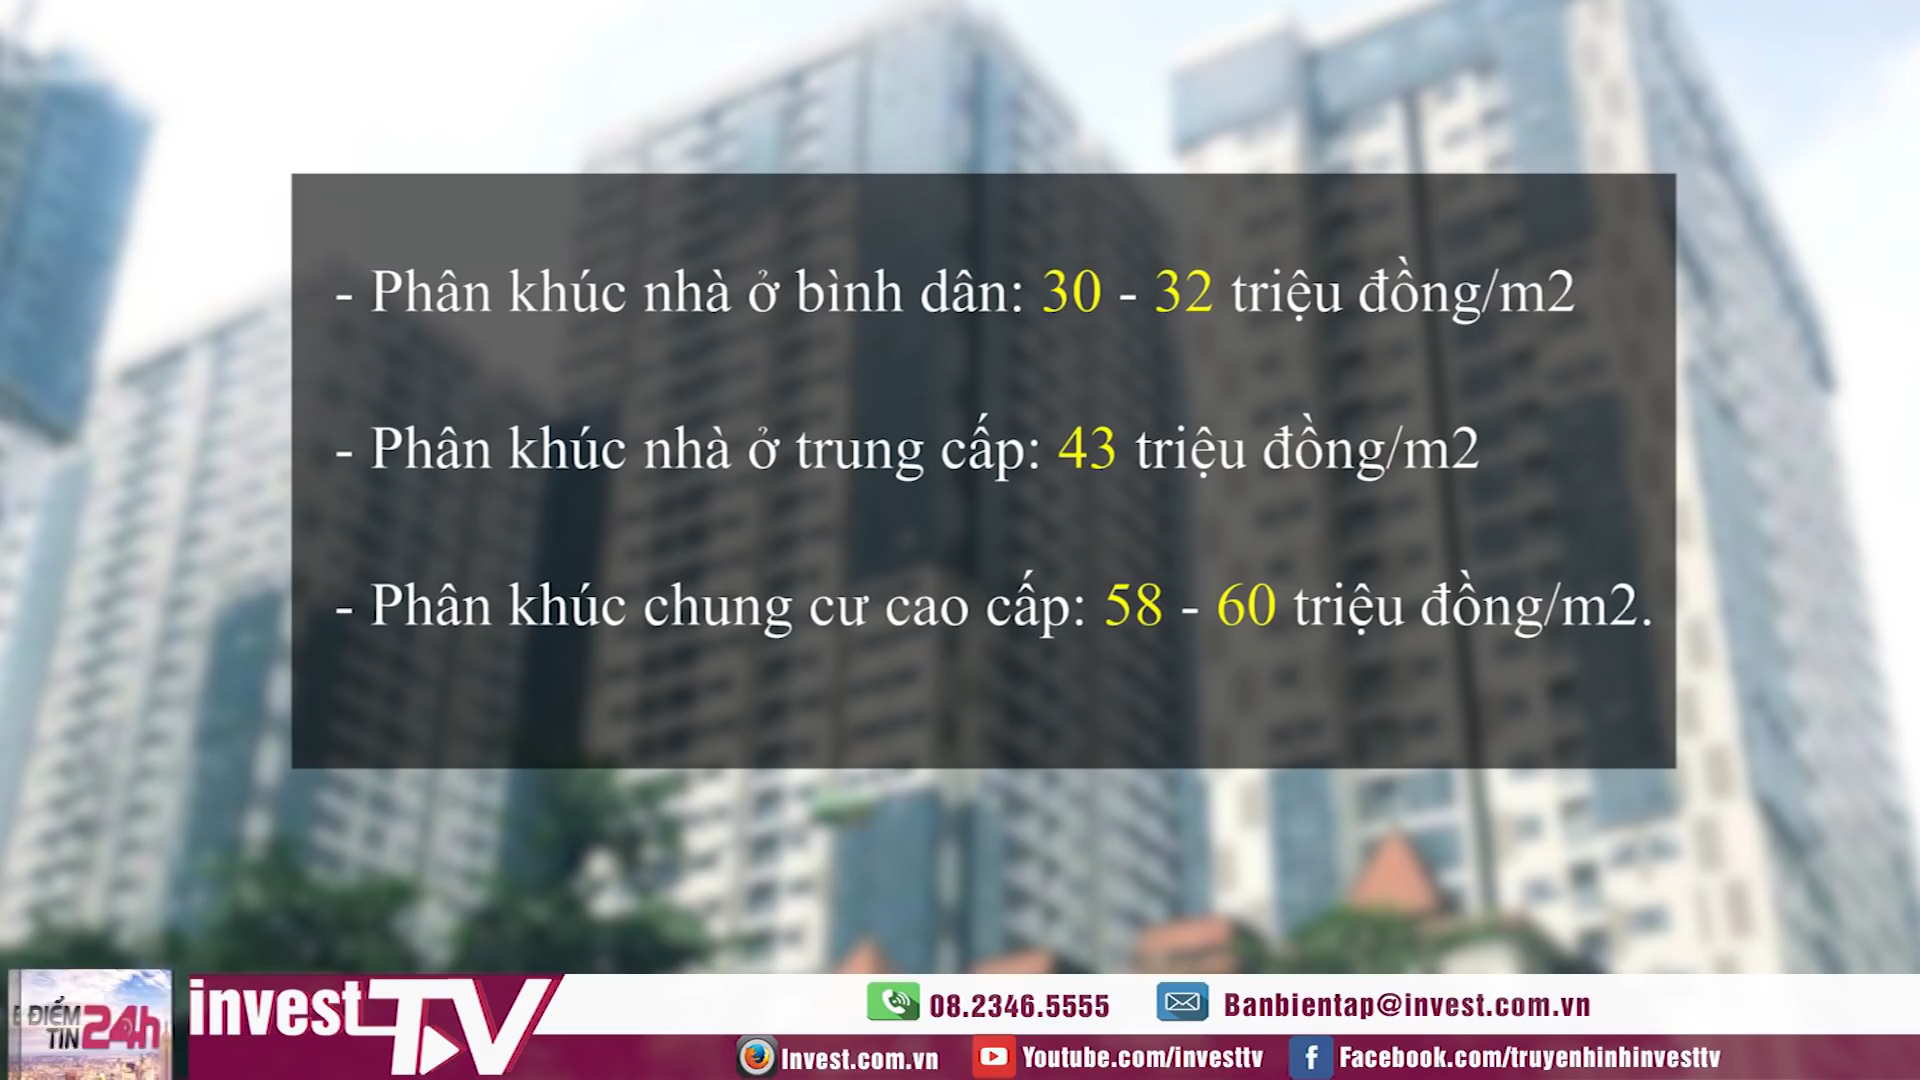 - Phân khúc nhà ở bình dân: 30 - 32 triệu đồng/m2
- Phân khúc nhà ở trung cấp: 43 triệu đồng/m2
- Phân khúc chung cư cao cấp: 58 - 60 triệu đồng/m2.
ĐIỂM TIN 24h
invest TV
08.2346.5555 Banbientap@invest.com.vn
Invest.com.vn Youtube.com/investtv Facebook.com/truyenhinhinvesttv